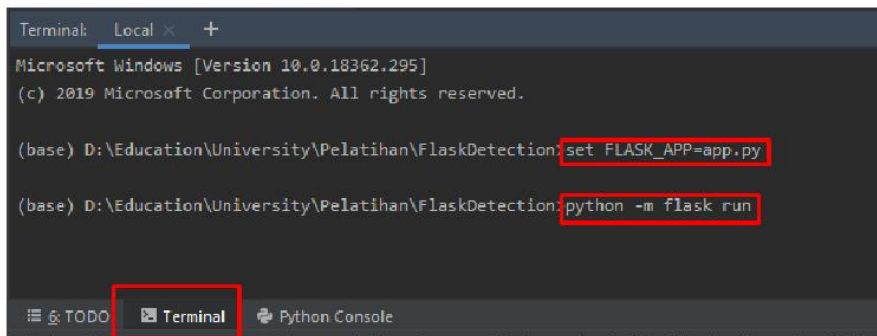 Terminal: Local × +
Microsoft Windows [Version 10.0.18362.295]
(c) 2019 Microsoft Corporation. All rights reserved.
(base) D:\Education\University\Pelatihan\FlaskDetection>set FLASK_APP=app.py
(base) D:\Education\University\Pelatihan\FlaskDetection>python -m flask run
6: TODO Terminal Python Console